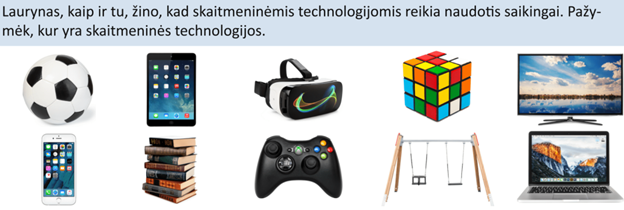 Laurynas, kaip ir tu, žino, kad skaitmeninėmis technologijomis reikia naudotis saikingai. Pažy-
mėk, kur yra skaitmeninės technologijos.